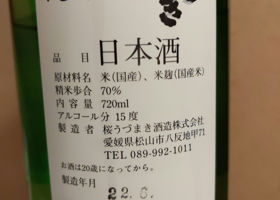 き
品目 日本酒
原材料名 米(国産)、米麹(国産米)
精米歩合 70%
内容量 720ml
アルコール分 15度
製造者 桜うづまき酒造株式会社
愛媛県松山市八反地甲71
TEL 089-992-1011
お酒は20歳になってから。
製造年月 22.6.